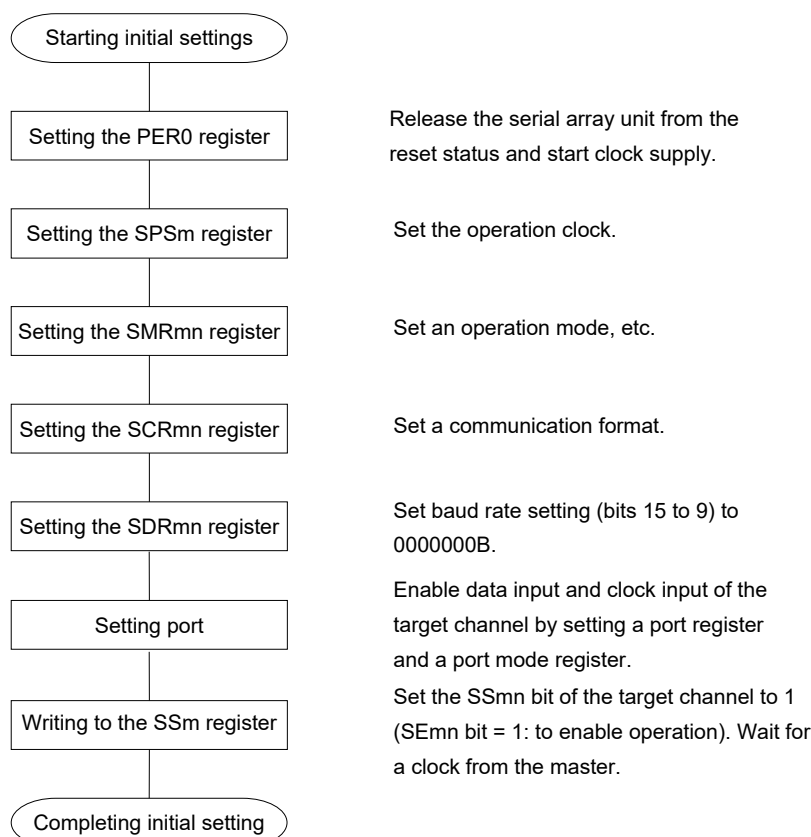 Starting initial settings
Setting the PER0 register
Release the serial array unit from the
reset status and start clock supply.
Setting the SPSm register
Set the operation clock.
Setting the SMRmn register
Set an operation mode, etc.
Setting the SCRmn register
Set a communication format.
Setting the SDRmn register
Set baud rate setting (bits 15 to 9) to
0000000B.
Setting port
Enable data input and clock input of the
target channel by setting a port register
and a port mode register.
Writing to the SSm register
Set the SSmn bit of the target channel to 1
(SEmn bit = 1: to enable operation). Wait for
a clock from the master.
Completing initial setting